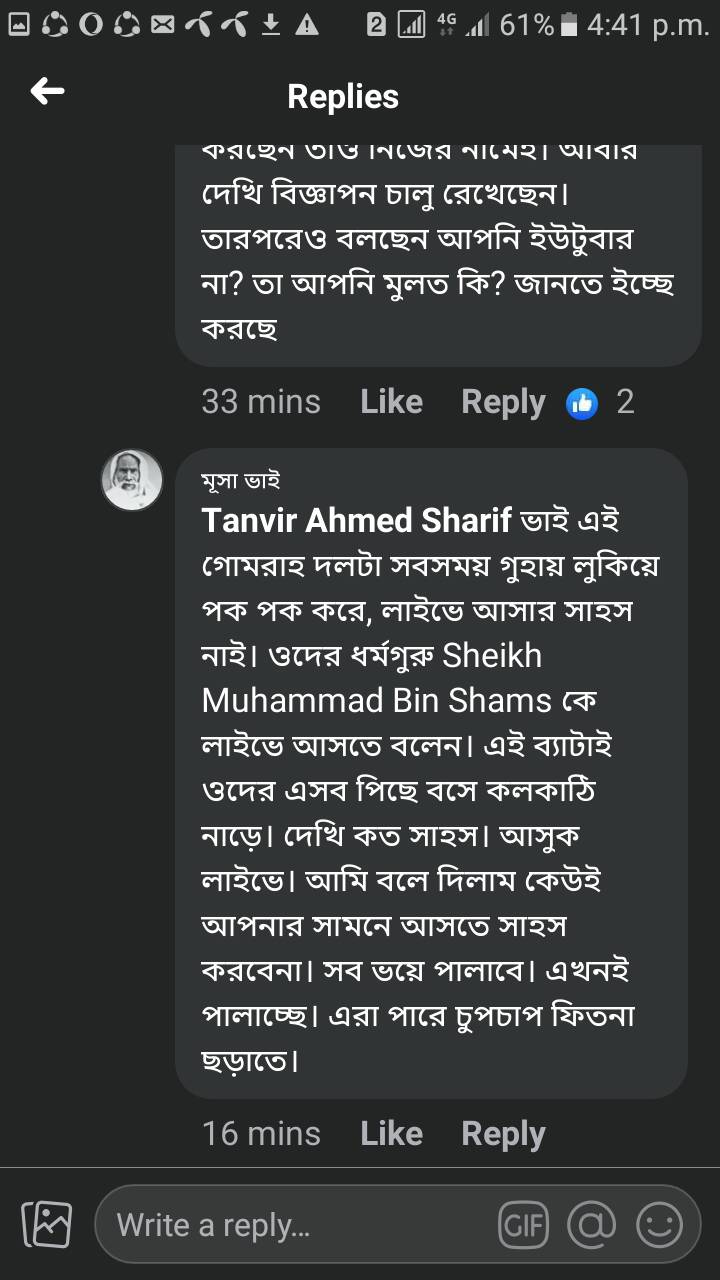 2 4G 61% 4:41 p.m.
Replies
করছেন তাও নিজের নামেই। আবার
দেখি বিজ্ঞাপন চালু রেখেছেন।
তারপরেও বলছেন আপনি ইউটুবার
না? তা আপনি মুলত কি? জানতে ইচ্ছে
করছে
33 mins Like Reply 2
মূসা ভাই
Tanvir Ahmed Sharif ভাই এই
গোমরাহ দলটা সবসময় গুহায় লুকিয়ে
পক পক করে, লাইভে আসার সাহস
নাই। ওদের ধর্মগুরু Sheikh
Muhammad Bin Shams কে
লাইভে আসতে বলেন। এই ব্যাটাই
ওদের এসব পিছে বসে কলকাঠি
নাড়ে। দেখি কত সাহস। আসুক
লাইভে। আমি বলে দিলাম কেউই
আপনার সামনে আসতে সাহস
করবেনা। সব ভয়ে পালাবে। এখনই
পালাচ্ছে। এরা পারে চুপচাপ ফিতনা
ছড়াতে।
16 mins Like Reply
Write a reply... GIF @